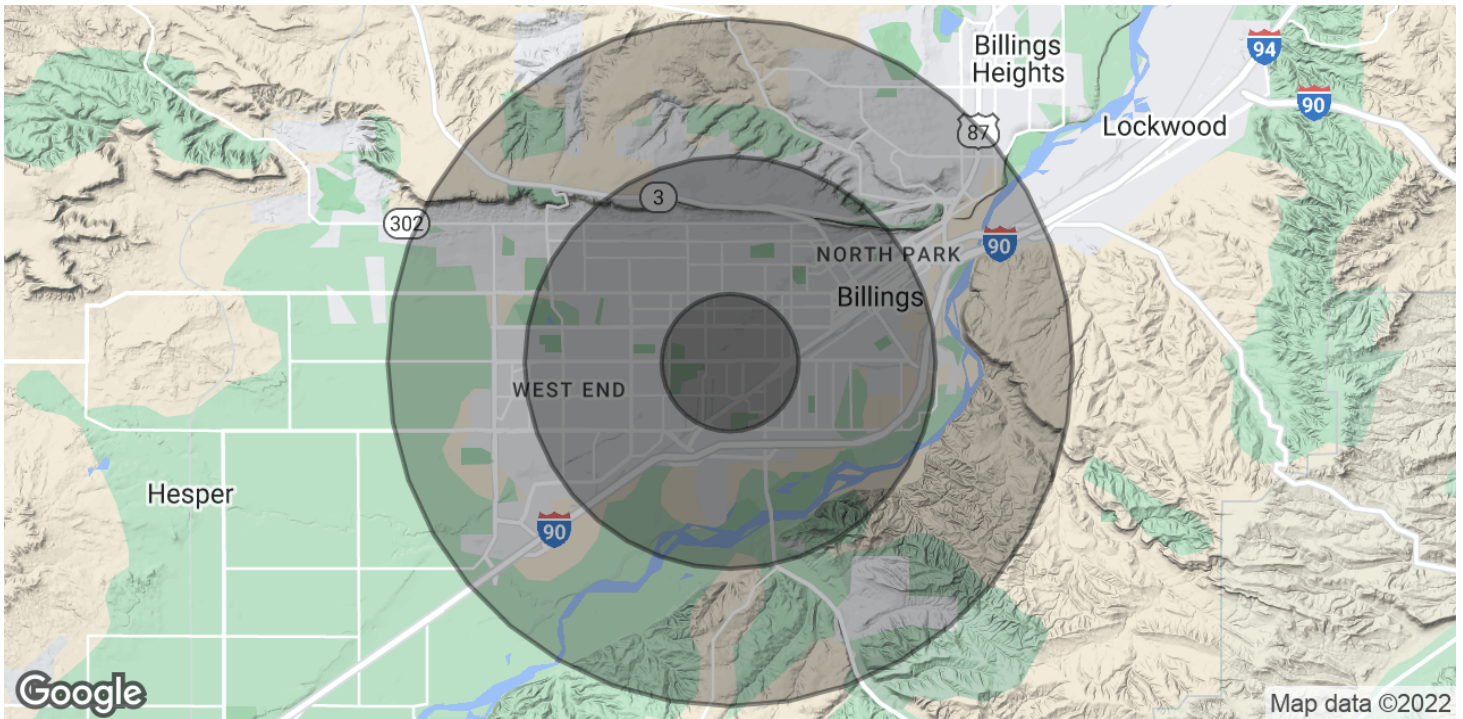 Billings
Heights
94
90
87
Lockwood
3
302
NORTH PARK
90
Billings
WEST END
Hesper
90
Google
Map data ©2022